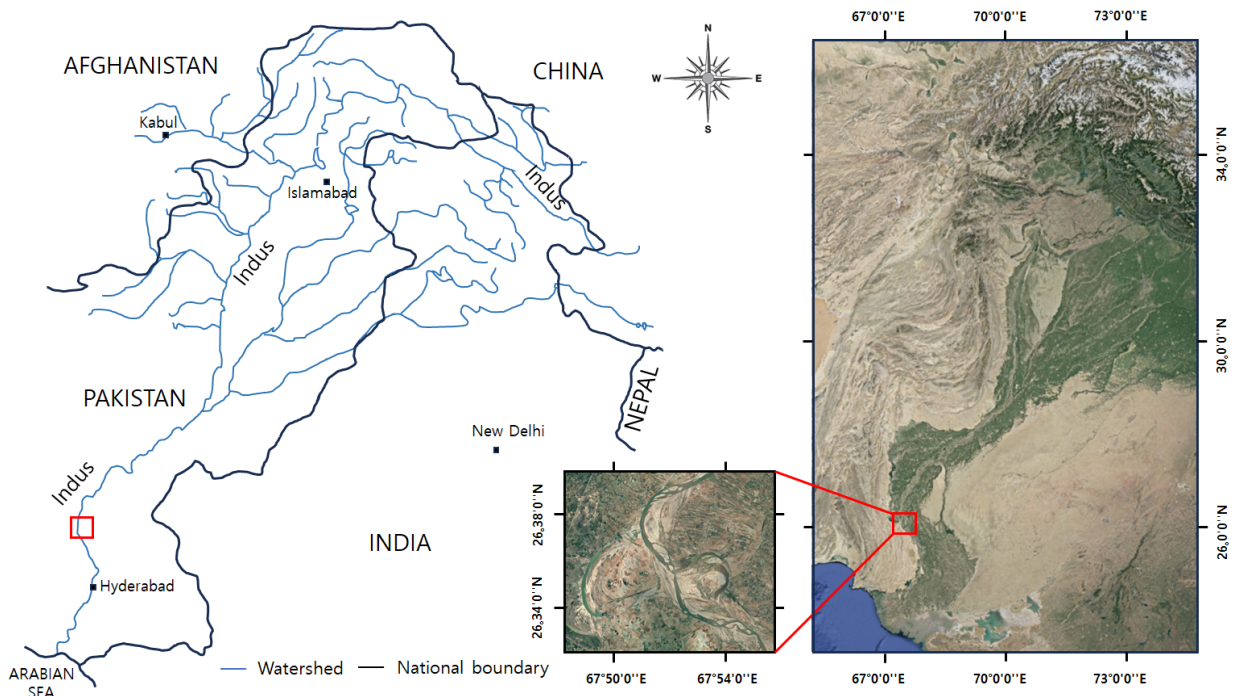 AFGHANISTAN
CHINA
Kabul
Islamabad
Indus
Indus
PAKISTAN
Indus
NEPAL
New Delhi
INDIA
Hyderabad
ARABIAN
SEA
Watershed
National boundary
N
W
E
S
67°0'0''E
70°0'0''E
73°0'0''E
34°0'0''N
30°0'0''N
26°0'0''N
67°0'0''E
70°0'0''E
73°0'0''E
26°38'0''N
26°34'0''N
67°50'0''E
67°54'0''E